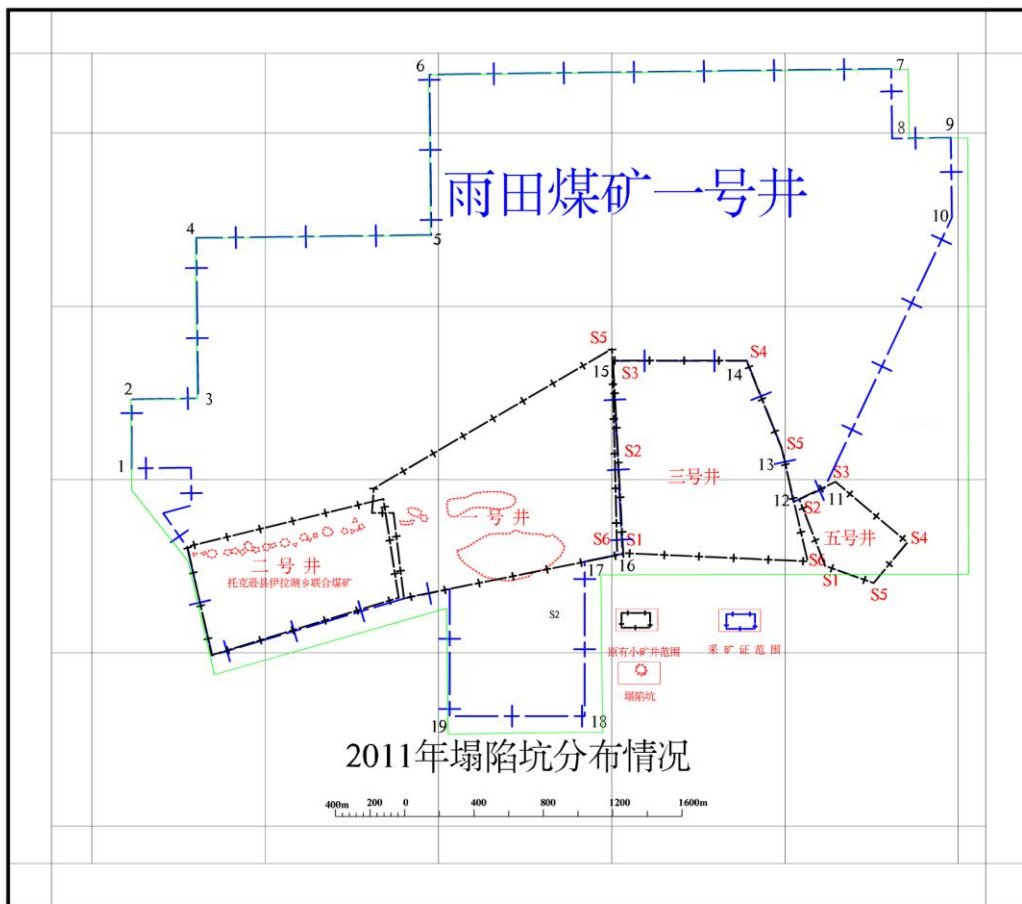 6
7
8
9
雨田煤矿一号井
10
4
5
S5
15
S3
S4
14
2
3
S2
S5
1
13
三号井
S3
12
S2
11
一 号 井
五号井
S4
S6
S1
S6
二 号 井
托克逊县伊拉湖乡联合煤矿
17
16
S1
S5
S2
原有小矿井范围
采 矿 证 范 围
塌陷坑
19
18
2011年塌陷坑分布情况
400m 200 0 400 800 1200 1600m